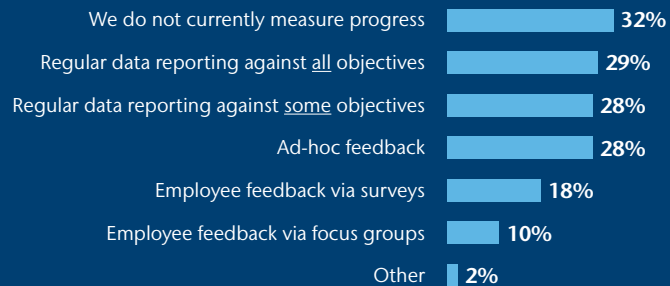 We do not currently measure progress 32%
Regular data reporting against all objectives 29%
Regular data reporting against some objectives 28%
Ad-hoc feedback 28%
Employee feedback via surveys 18%
Employee feedback via focus groups 10%
Other 2%